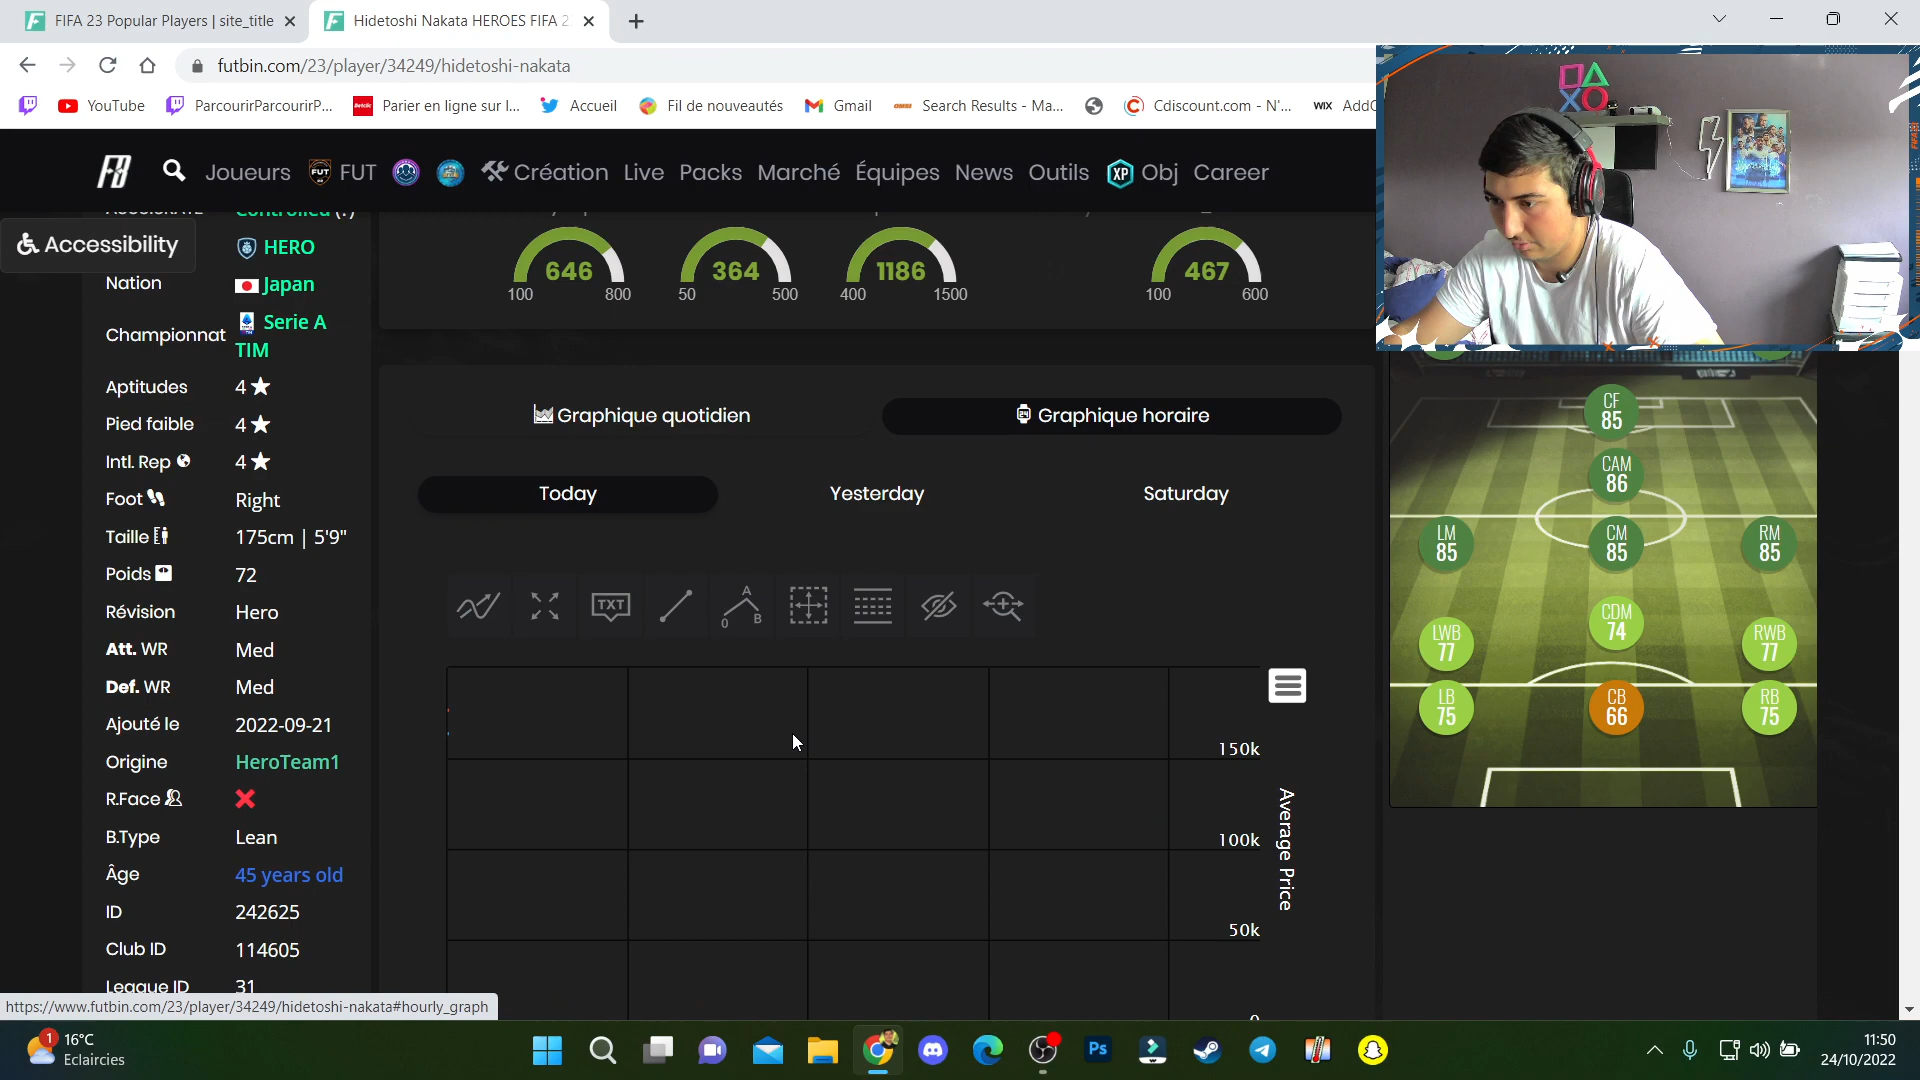 FIFA 23 Popular Players | site_title
Hidetoshi Nakata HEROES FIFA 2
futbin.com/23/player/34249/hidetoshi-nakata
YouTube
ParcourirParcourirP...
Parier en ligne sur l...
Accueil
Fil de nouveautés
Gmail
Search Results - Ma...
Cdiscount.com - N'...
WIX
Joueurs
FUT
Création
Live
Packs
Marché
Équipes
News
Outils
XP
Obj
Career
Accessibility
Controlled (?)
HERO
Nation
Japan
Championnat
Serie A
TIM
Aptitudes
4
Pied faible
4
Intl. Rep
4
Foot
Right
Taille
175cm | 5'9"
Poids
72
Révision
Hero
Att. WR
Med
Def. WR
Med
Ajouté le
2022-09-21
Origine
HeroTeam1
R.Face
B.Type
Lean
Âge
45 years old
ID
242625
Club ID
114605
League ID
31
646
100 800
364
50 500
1186
400 1500
467
100 600
Graphique quotidien
Graphique horaire
Today
Yesterday
Saturday
TXT
A
0 B
150k
100k
50k
0
Average Price
CF
85
CAM
86
LM
85
CM
85
RM
85
CDM
74
LWB
77
RWB
77
LB
75
CB
66
RB
75
https://www.futbin.com/23/player/34249/hidetoshi-nakata#hourly_graph
1
16°C
Eclaircies
Ps
11:50
24/10/2022